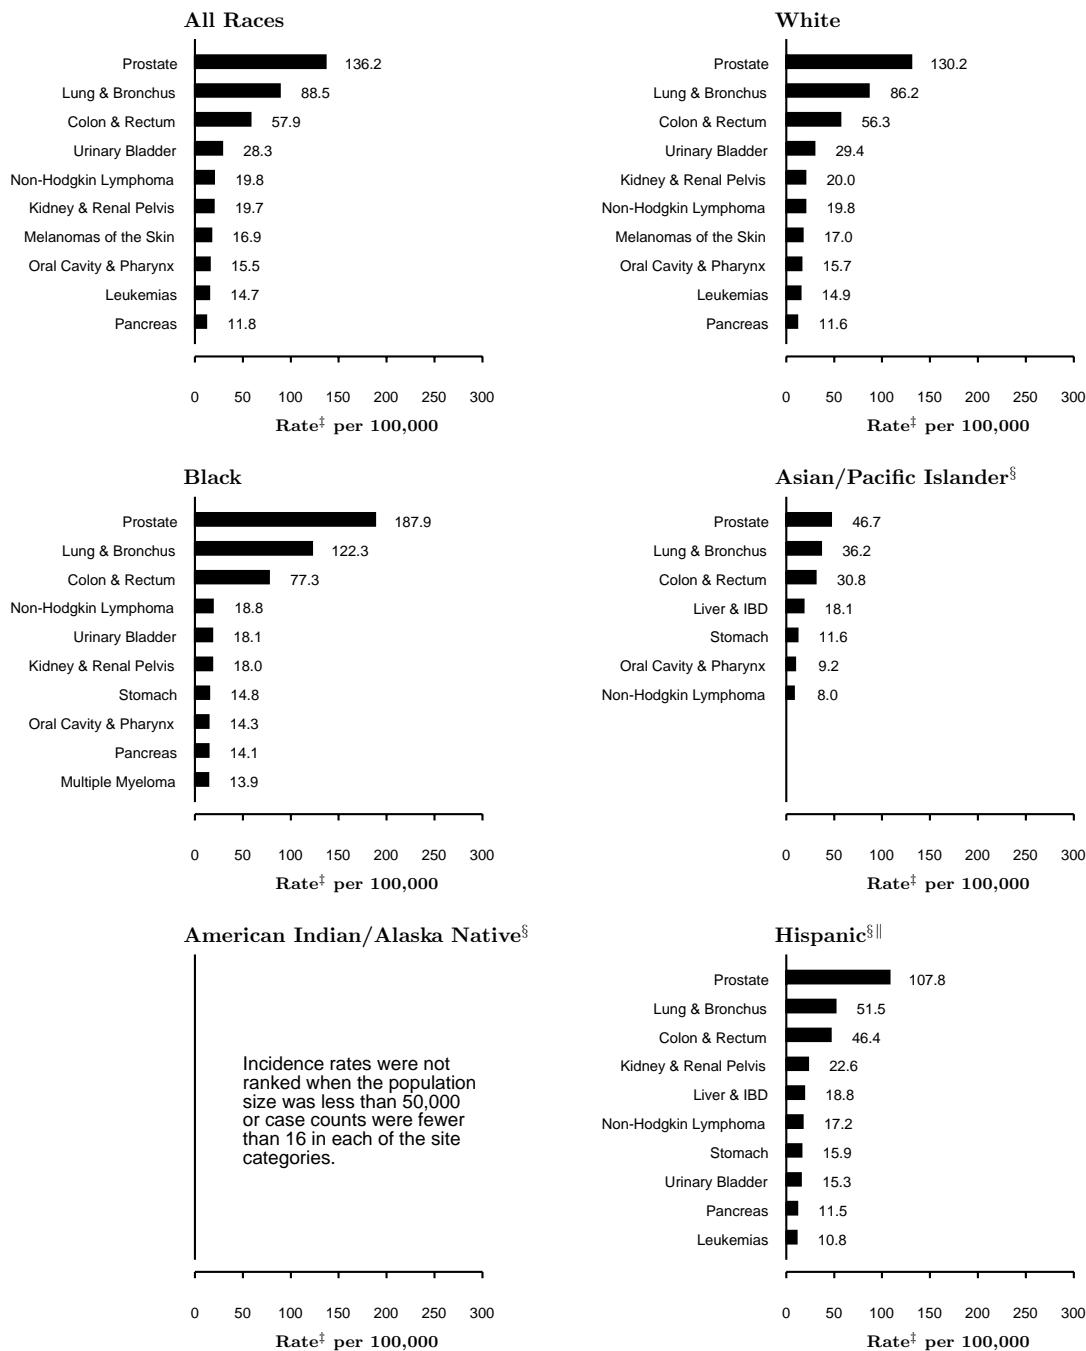 All Races
Prostate 136.2
Lung & Bronchus 88.5
Colon & Rectum 57.9
Urinary Bladder 28.3
Non-Hodgkin Lymphoma 19.8
Kidney & Renal Pelvis 19.7
Melanomas of the Skin 16.9
Oral Cavity & Pharynx 15.5
Leukemias 14.7
Pancreas 11.8
0 50 100 150 200 250 300
Rate‡ per 100,000
White
Prostate 130.2
Lung & Bronchus 86.2
Colon & Rectum 56.3
Urinary Bladder 29.4
Kidney & Renal Pelvis 20.0
Non-Hodgkin Lymphoma 19.8
Melanomas of the Skin 17.0
Oral Cavity & Pharynx 15.7
Leukemias 14.9
Pancreas 11.6
0 50 100 150 200 250 300
Rate‡ per 100,000
Black
Prostate 187.9
Lung & Bronchus 122.3
Colon & Rectum 77.3
Non-Hodgkin Lymphoma 18.8
Urinary Bladder 18.1
Kidney & Renal Pelvis 18.0
Stomach 14.8
Oral Cavity & Pharynx 14.3
Pancreas 14.1
Multiple Myeloma 13.9
0 50 100 150 200 250 300
Rate‡ per 100,000
Asian/Pacific Islander§
Prostate 46.7
Lung & Bronchus 36.2
Colon & Rectum 30.8
Liver & IBD 18.1
Stomach 11.6
Oral Cavity & Pharynx 9.2
Non-Hodgkin Lymphoma 8.0
0 50 100 150 200 250 300
Rate‡ per 100,000
American Indian/Alaska Native§
Incidence rates were not
ranked when the population
size was less than 50,000
or case counts were fewer
than 16 in each of the site
categories.
0 50 100 150 200 250 300
Rate‡ per 100,000
Hispanic§∥
Prostate 107.8
Lung & Bronchus 51.5
Colon & Rectum 46.4
Kidney & Renal Pelvis 22.6
Liver & IBD 18.8
Non-Hodgkin Lymphoma 17.2
Stomach 15.9
Urinary Bladder 15.3
Pancreas 11.5
Leukemias 10.8
0 50 100 150 200 250 300
Rate‡ per 100,000